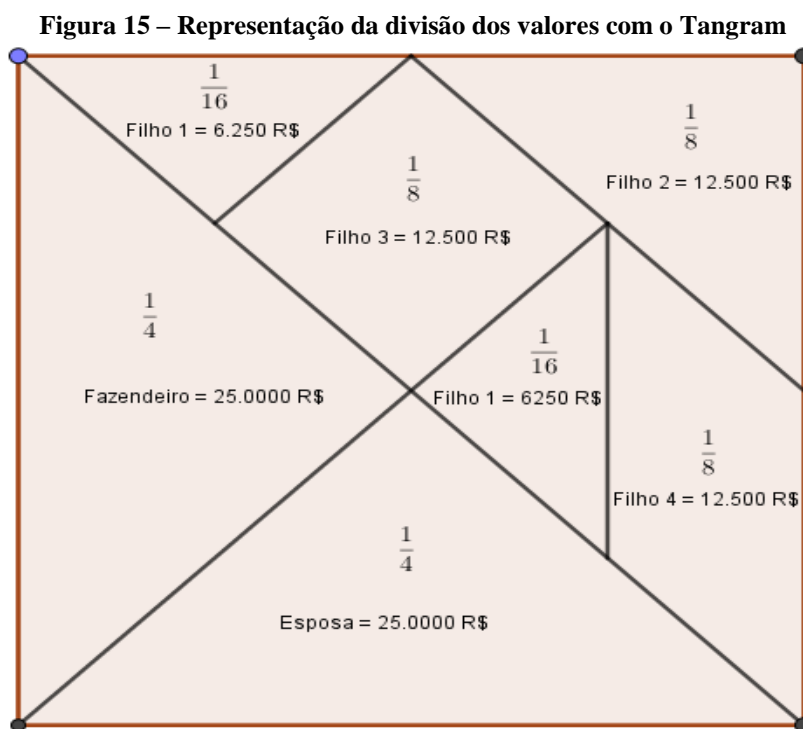 Figura 15 – Representação da divisão dos valores com o Tangram
1/16
Filho 1 = 6.250 R$
1/8
Filho 2 = 12.500 R$
1/8
Filho 3 = 12.500 R$
1/4
Fazendeiro = 25.0000 R$
1/16
Filho 1 = 6250 R$
1/8
Filho 4 = 12.500 R$
1/4
Esposa = 25.0000 R$